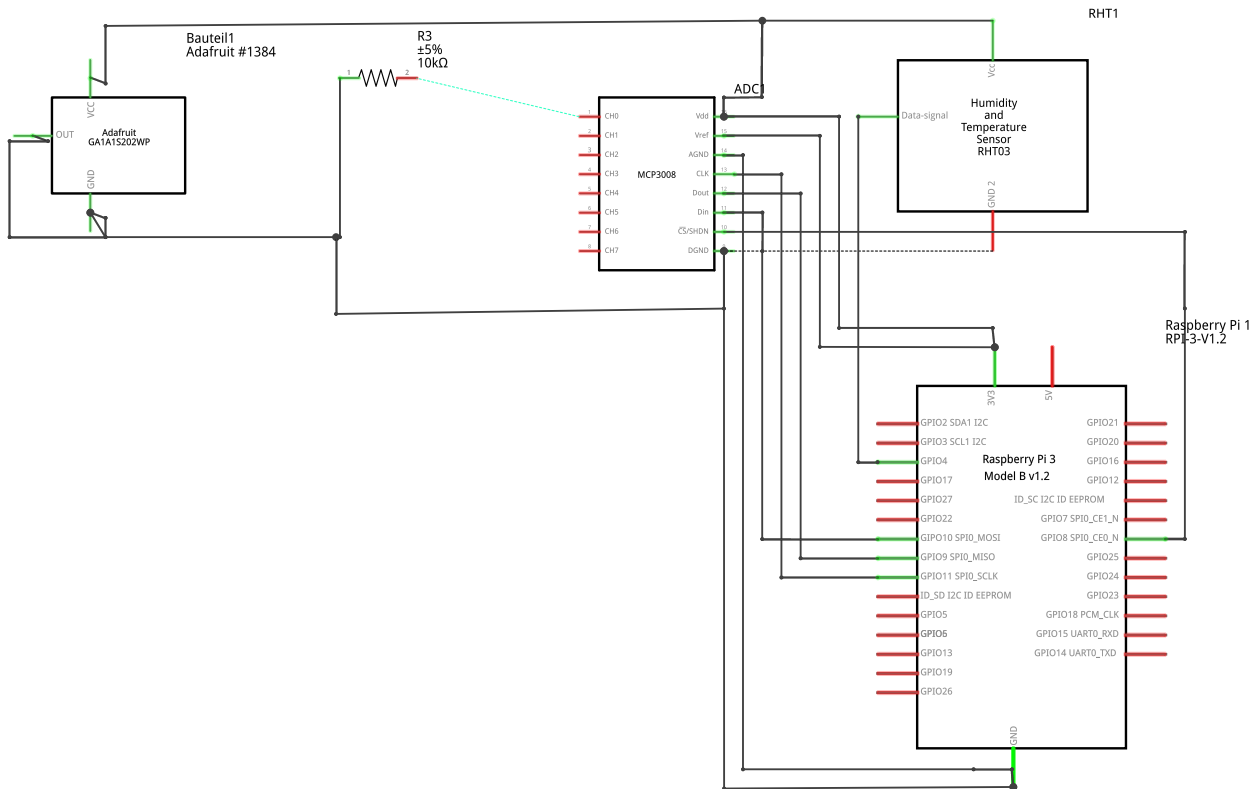 RHT1
Bauteil1
Adafruit #1384
R3
±5%
10kΩ
1
2
VCC
Adafruit
GA1A1S202WP
OUT
GND
ADC1
CH0
CH1
CH2
CH3
CH4
CH5
CH6
CH7
MCP3008
Vdd
Vref
AGND
CLK
Dout
Din
CS/SHDN
DGND
Vcc
Data-signal
Humidity
and
Temperature
Sensor
RHT03
GND 2
Raspberry Pi 1
RPI-3-V1.2
3V3
5V
Raspberry Pi 3
Model B v1.2
GPIO2 SDA1 I2C
GPIO3 SCL1 I2C
GPIO4
GPIO17
GPIO27
GPIO22
GIPO10 SPI0_MOSI
GPIO9 SPI0_MISO
GPIO11 SPI0_SCLK
ID_SD I2C ID EEPROM
GPIO5
GPIO13
GPIO19
GPIO26
GPIO21
GPIO20
GPIO16
GPIO12
ID_SC I2C ID EEPROM
GPIO7 SPI0_CE1_N
GPIO8 SPI0_CE0_N
GPIO25
GPIO24
GPIO23
GPIO18 PCM_CLK
GPIO15 UART0_RXD
GPIO14 UART0_TXD
GND